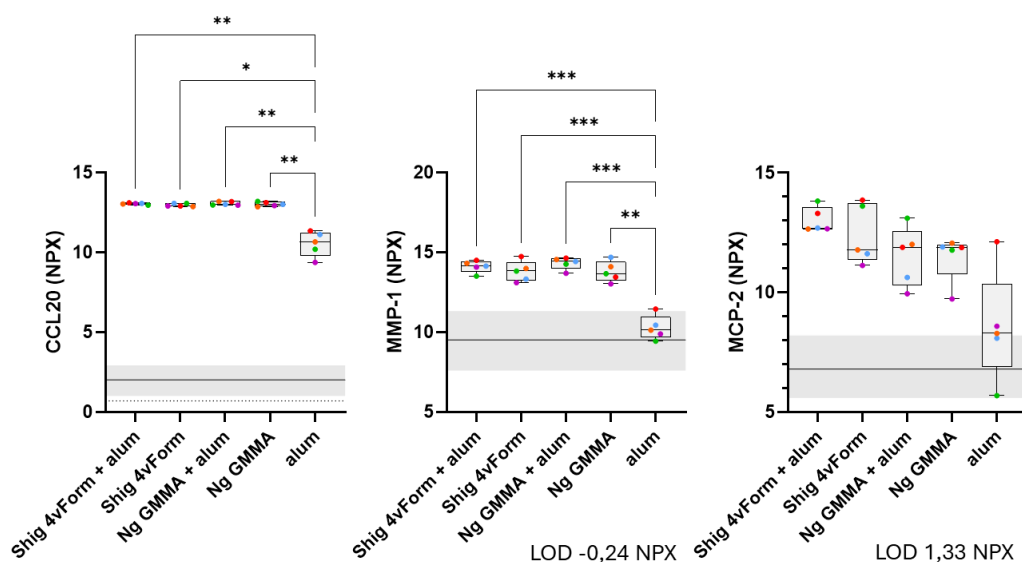 **
*
**
**
CCL20 (NPX)
15
10
5
0
Shig 4vForm + alum
Shig 4vForm
Ng GMMA + alum
Ng GMMA
alum
***
***
***
**
MMP-1 (NPX)
20
15
10
5
Shig 4vForm + alum
Shig 4vForm
Ng GMMA + alum
Ng GMMA
alum
LOD -0,24 NPX
MCP-2 (NPX)
15
10
5
Shig 4vForm + alum
Shig 4vForm
Ng GMMA + alum
Ng GMMA
alum
LOD 1,33 NPX